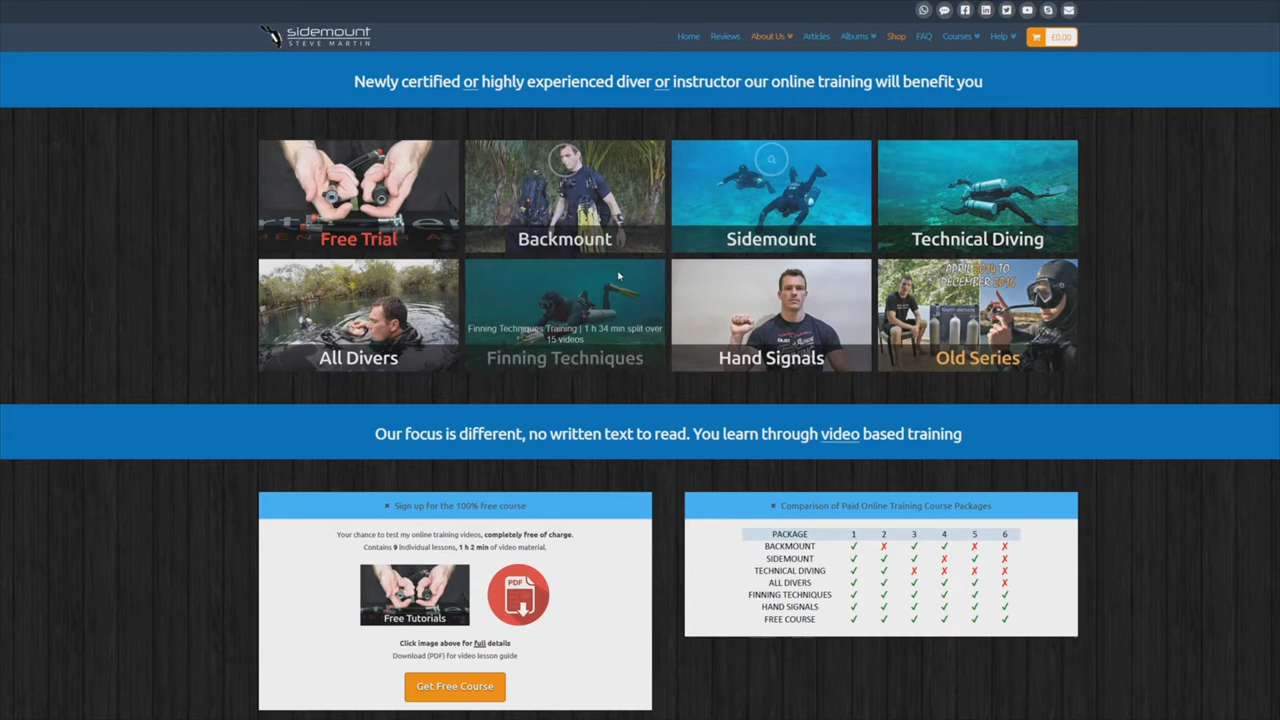 sidemount
STEVE MARTIN
Home Reviews About Us Articles Albums Shop FAQ Courses Help £0.00
Newly certified or highly experienced diver or instructor our online training will benefit you
Free Trial
Backmount
Sidemount
Technical Diving
All Divers
Finning Techniques Training | 1 h 34 min split over
15 videos
Finning Techniques
Hand Signals
APRIL 2014 TO
DECEMBER 2016
Old Series
Our focus is different, no written text to read. You learn through video based training
Sign up for the 100% free course
Your chance to test my online training videos, completely free of charge.
Contains 9 individual lessons, 1 h 2 min of video material.
Free Tutorials
PDF
Click image above for full details
Download (PDF) for video lesson guide
Get Free Course
Comparison of Paid Online Training Course Packages
PACKAGE 1 2 3 4 5 6
BACKMOUNT ✓ ✗ ✓ ✓ ✗ ✗
SIDEMOUNT ✓ ✓ ✓ ✗ ✓ ✗
TECHNICAL DIVING ✓ ✓ ✗ ✗ ✗ ✗
ALL DIVERS ✓ ✓ ✓ ✓ ✓ ✗
FINNING TECHNIQUES ✓ ✓ ✓ ✓ ✓ ✓
HAND SIGNALS ✓ ✓ ✓ ✓ ✓ ✓
FREE COURSE ✓ ✓ ✓ ✓ ✓ ✓